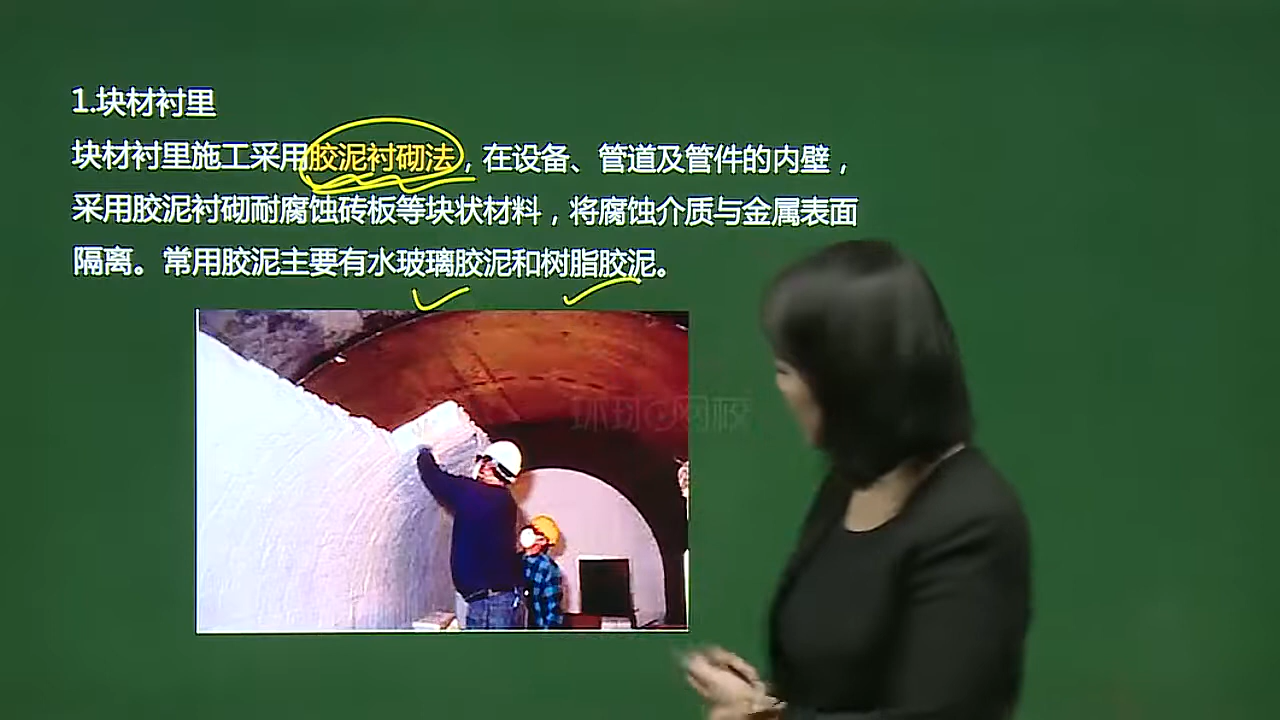 1.块材衬里
块材衬里施工采用胶泥衬砌法，在设备、管道及管件的内壁，
采用胶泥衬砌耐腐蚀砖板等块状材料，将腐蚀介质与金属表面
隔离。常用胶泥主要有水玻璃胶泥和树脂胶泥。
环球网校